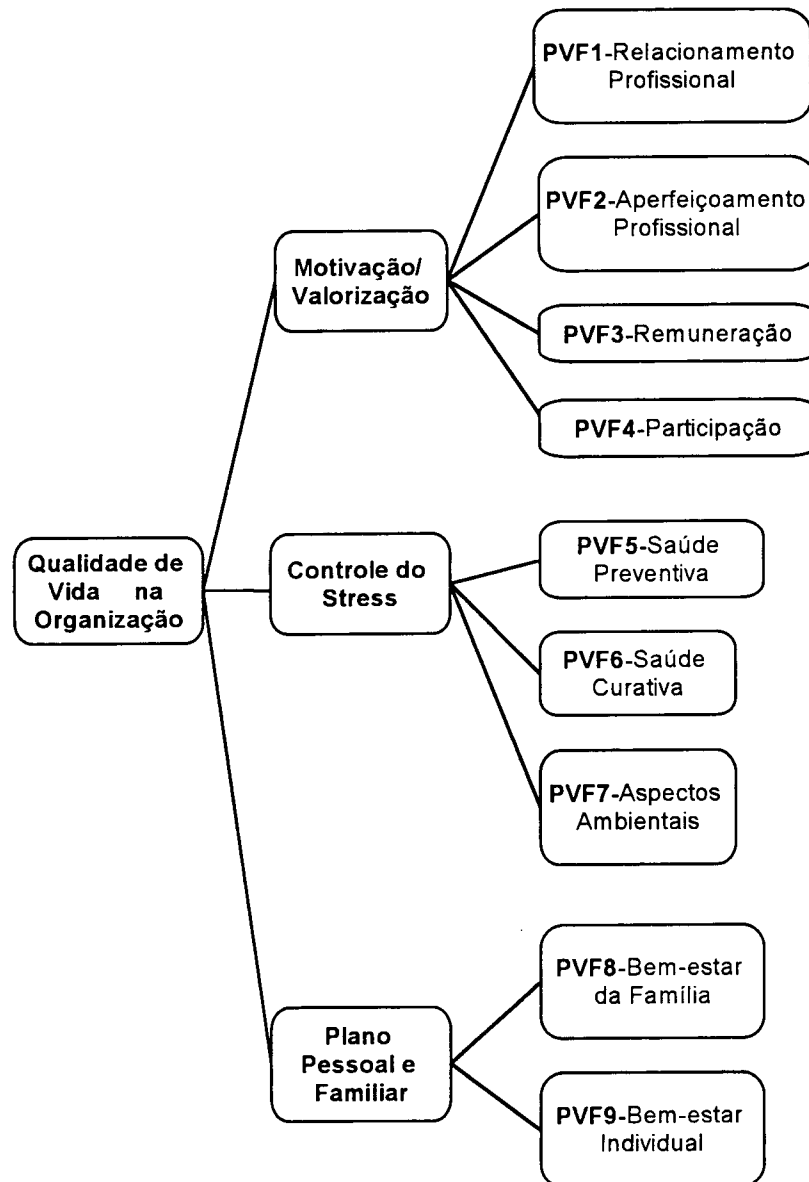 PVF1-Relacionamento
Profissional
PVF2-Aperfeiçoamento
Profissional
Motivação/
Valorização
PVF3-Remuneração
PVF4-Participação
Qualidade de
Vida na
Organização
Controle do
Stress
PVF5-Saúde
Preventiva
PVF6-Saúde
Curativa
PVF7-Aspectos
Ambientais
Plano
Pessoal e
Familiar
PVF8-Bem-estar
da Família
PVF9-Bem-estar
Individual